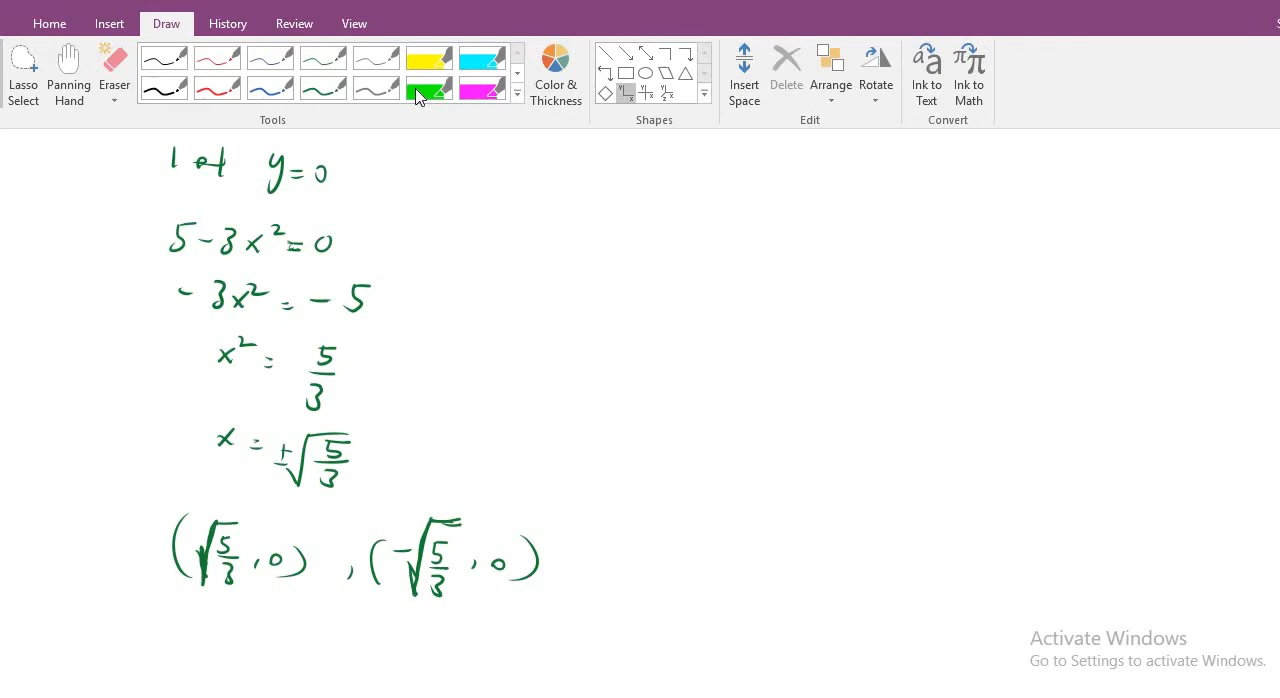 Home Insert Draw History Review View
S
Lasso Select
Panning Hand
Eraser
Color & Thickness
Insert Space
Delete
Arrange
Rotate
Ink to Text
Ink to Math
Tools
Shapes
Edit
Convert
let y=0
5-3x²=0
-3x²=-5
x² = 5/3
x = ±√(5/3)
(√(5/3), 0) , (-√(5/3), 0)
Activate Windows
Go to Settings to activate Windows.